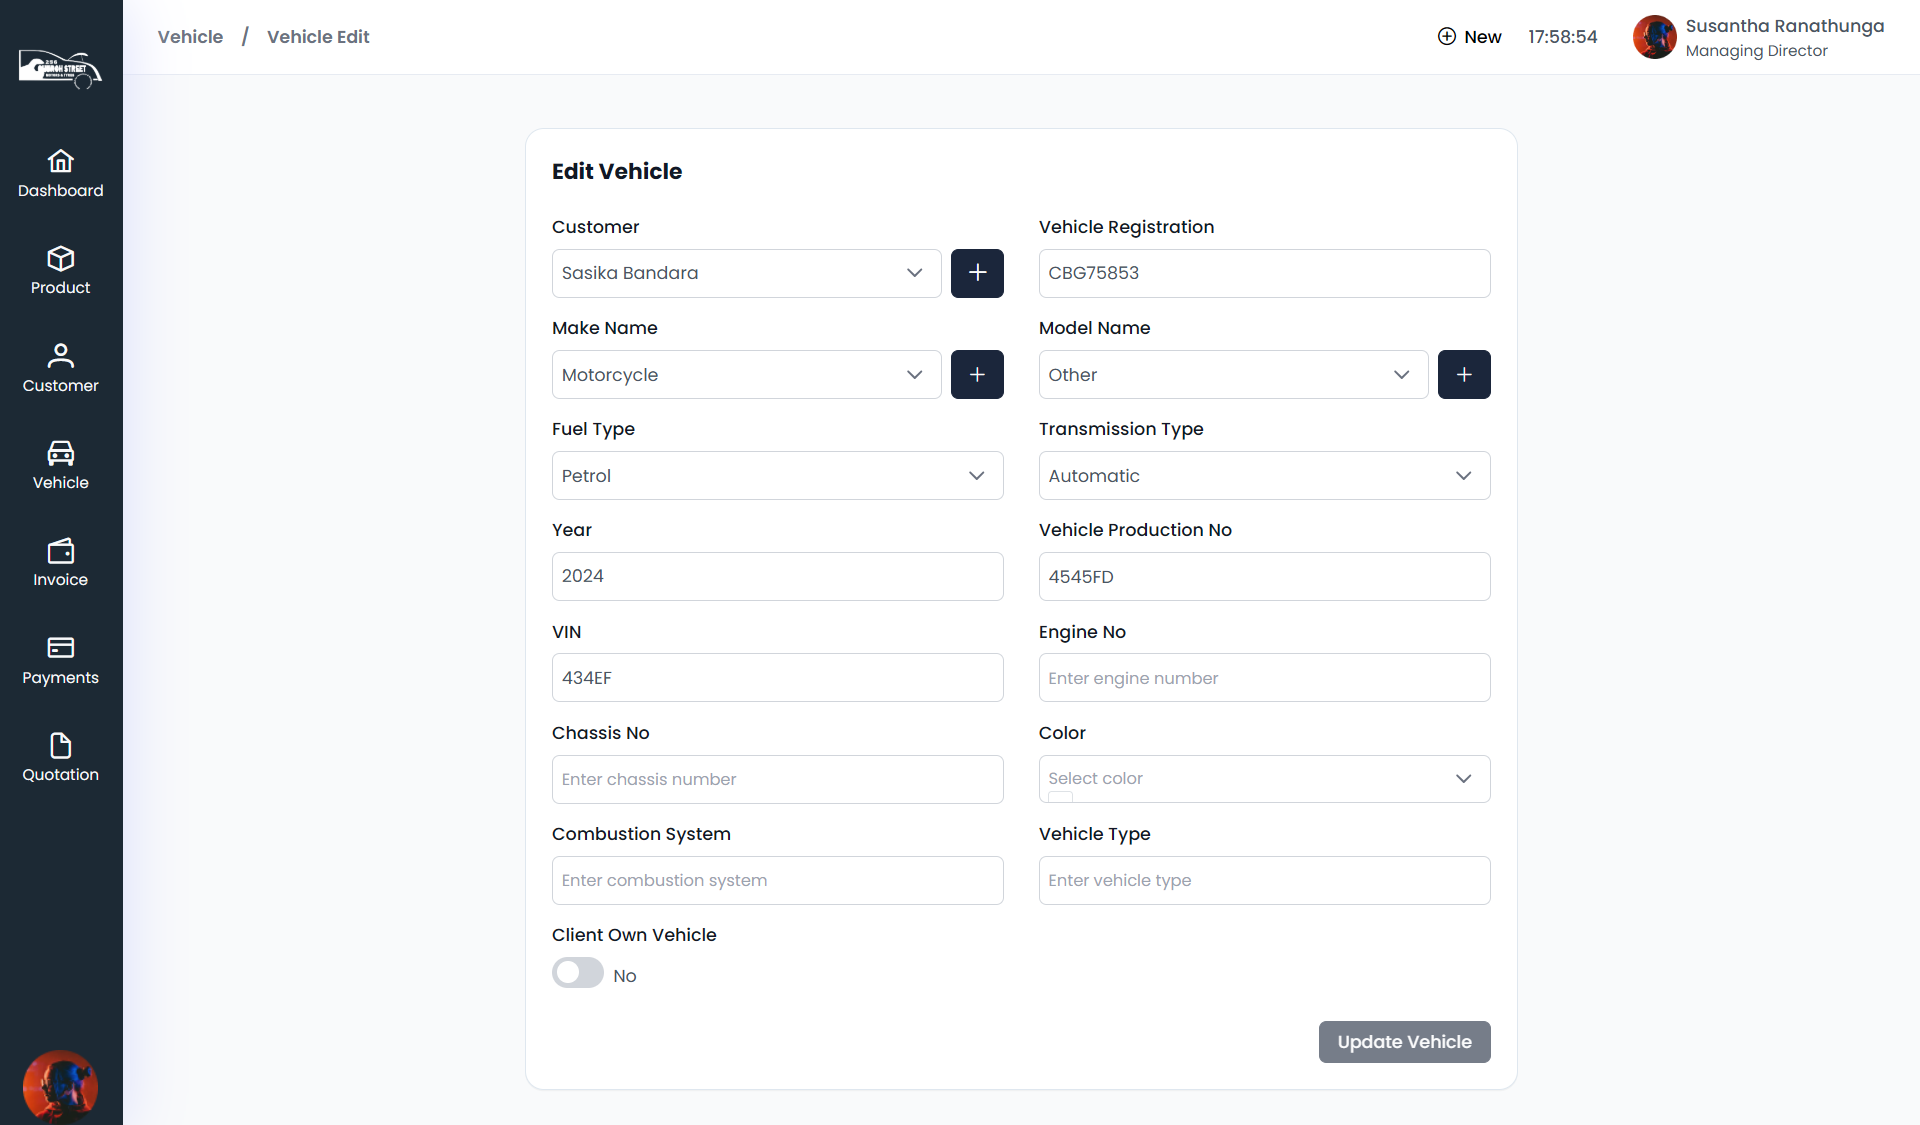 Vehicle / Vehicle Edit
New
17:58:54
Susantha Ranathunga
Managing Director
STREET
Dashboard
Product
Customer
Vehicle
Invoice
Payments
Quotation
Edit Vehicle
Customer
Sasika Bandara
Vehicle Registration
CBG75853
Make Name
Motorcycle
Model Name
Other
Fuel Type
Petrol
Transmission Type
Automatic
Year
2024
Vehicle Production No
4545FD
VIN
434EF
Engine No
Enter engine number
Chassis No
Enter chassis number
Color
Select color
Combustion System
Enter combustion system
Vehicle Type
Enter vehicle type
Client Own Vehicle
No
Update Vehicle